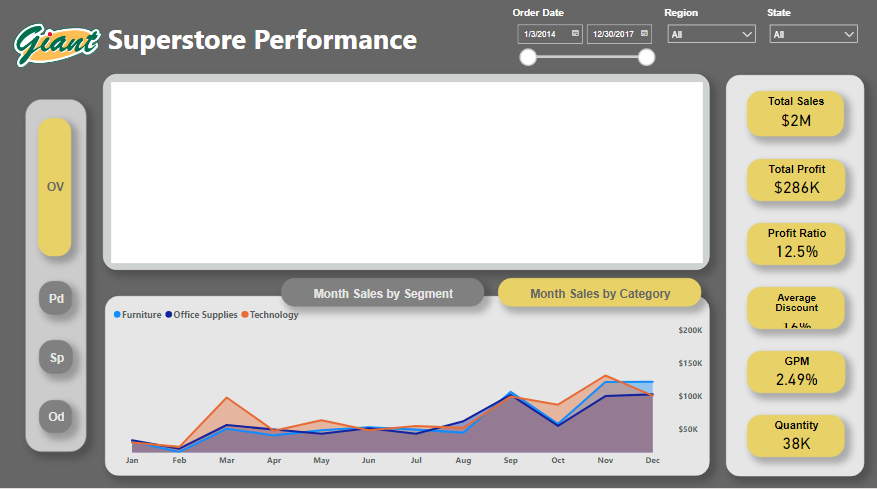 Giant
Superstore Performance
Order Date
1/3/2014
12/30/2017
Region
All
State
All
OV
Pd
Sp
Od
Month Sales by Segment
Month Sales by Category
Furniture
Office Supplies
Technology
$200K
$150K
$100K
$50K
Jan
Feb
Mar
Apr
May
Jun
Jul
Aug
Sep
Oct
Nov
Dec
Total Sales
$2M
Total Profit
$286K
Profit Ratio
12.5%
Average
Discount
16%
GPM
2.49%
Quantity
38K